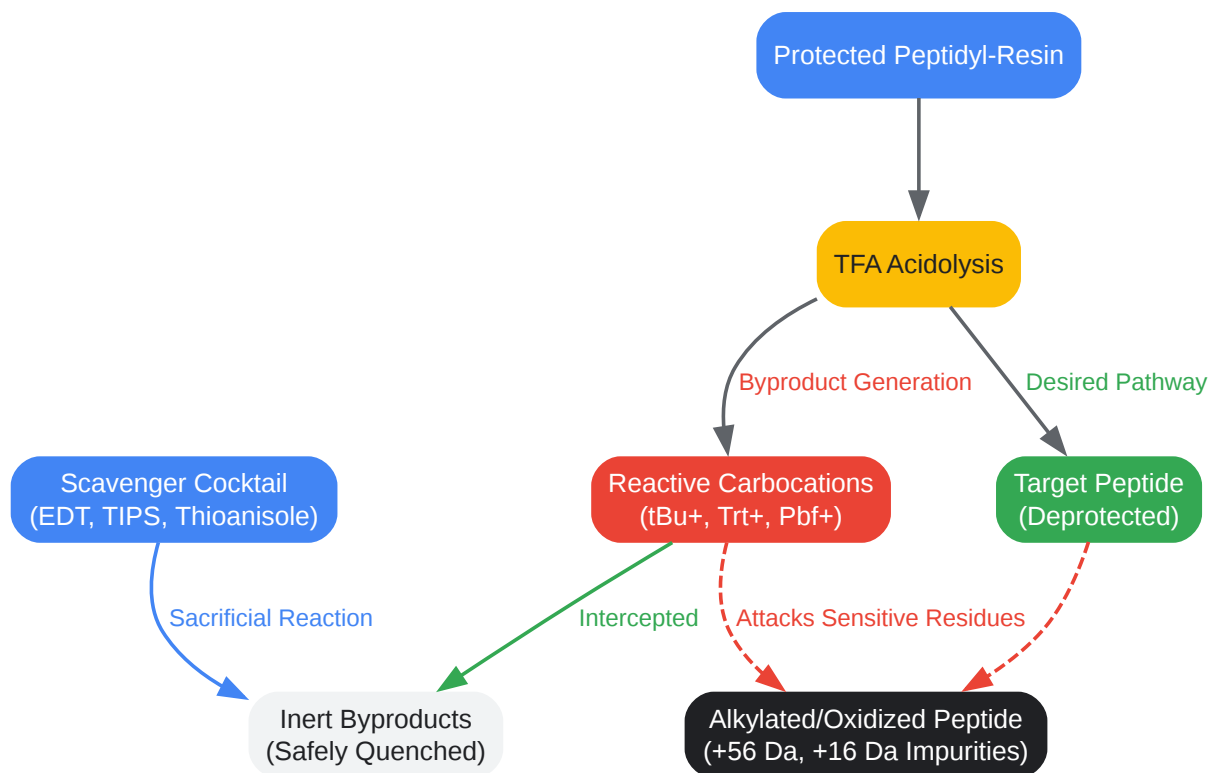 Protected Peptidyl-Resin
TFA Acidolysis
Byproduct Generation
Desired Pathway
Scavenger Cocktail
(EDT, TIPS, Thioanisole)
Reactive Carbocations
(tBu+, Trt+, Pbf+)
Target Peptide
(Deprotected)
Sacrificial Reaction
Intercepted
Attacks Sensitive Residues
Inert Byproducts
(Safely Quenched)
Alkylated/Oxidized Peptide
(+56 Da, +16 Da Impurities)